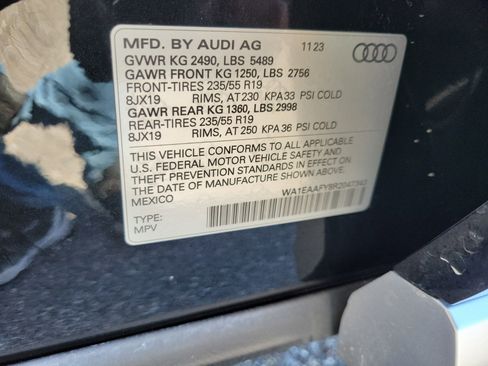 MFD. BY AUDI AG 11 23
GVWR KG 2490, LBS 5489
GAWR FRONT KG 1250, LBS 2756
FRONT-TIRES 235/55 R19
8JX19 RIMS, AT 230 KPA 33 PSI COLD
GAWR REAR KG 1360, LBS 2998
REAR-TIRES 235/55 R19
8JX19 RIMS, AT 250 KPA 36 PSI COLD
THIS VEHICLE CONFORMS TO ALL APPLICABLE
U.S. FEDERAL MOTOR VEHICLE SAFETY AND
THEFT PREVENTION STANDARDS IN EFFECT ON
THE DATE OF MANUFACTURE SHOWN ABOVE.
MEXICO
WA1EAAFY8R2047343
TYPE:
MPV